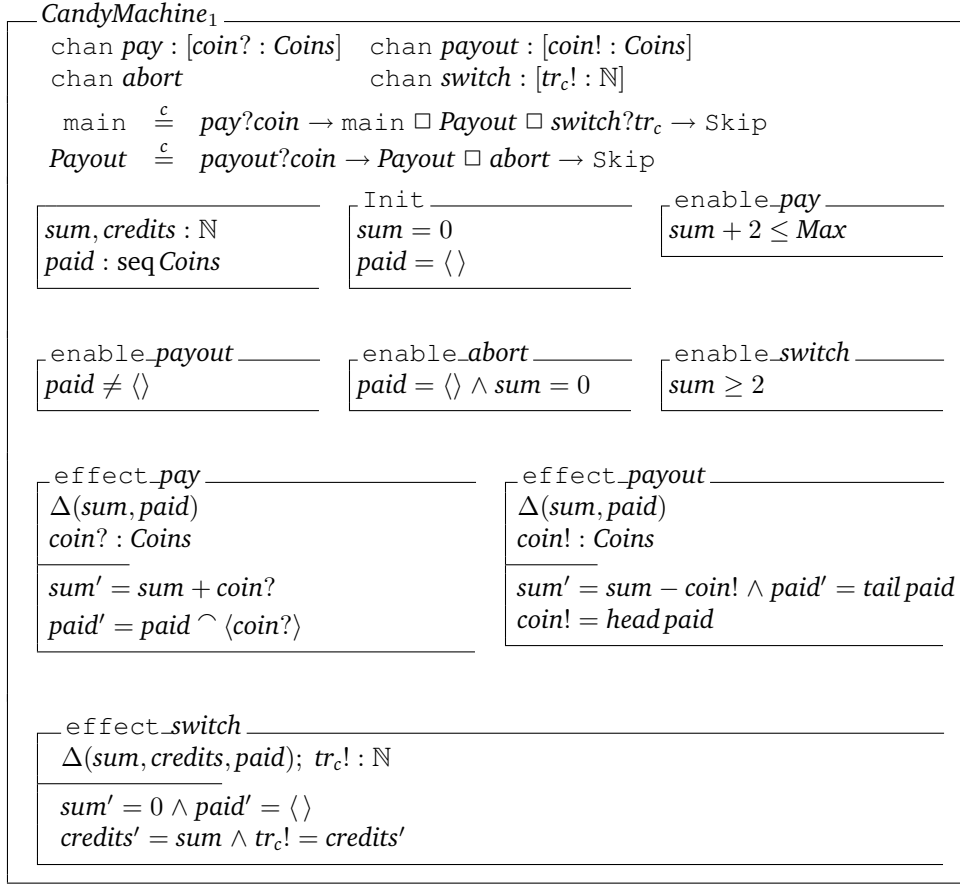 CandyMachine₁
chan pay : [coin? : Coins] chan payout : [coin! : Coins]
chan abort chan switch : [tr_c! : ℕ]
main ≝ᶜ pay?coin → main □ Payout □ switch?tr_c → Skip
Payout ≝ᶜ payout?coin → Payout □ abort → Skip
sum, credits : ℕ
paid : seq Coins
Init
sum = 0
paid = ⟨ ⟩
enable_pay
sum + 2 ≤ Max
enable_payout
paid ≠ ⟨⟩
enable_abort
paid = ⟨⟩ ∧ sum = 0
enable_switch
sum ≥ 2
effect_pay
Δ(sum, paid)
coin? : Coins
sum′ = sum + coin?
paid′ = paid ⌢ ⟨coin?⟩
effect_payout
Δ(sum, paid)
coin! : Coins
sum′ = sum − coin! ∧ paid′ = tail paid
coin! = head paid
effect_switch
Δ(sum, credits, paid); tr_c! : ℕ
sum′ = 0 ∧ paid′ = ⟨ ⟩
credits′ = sum ∧ tr_c! = credits′